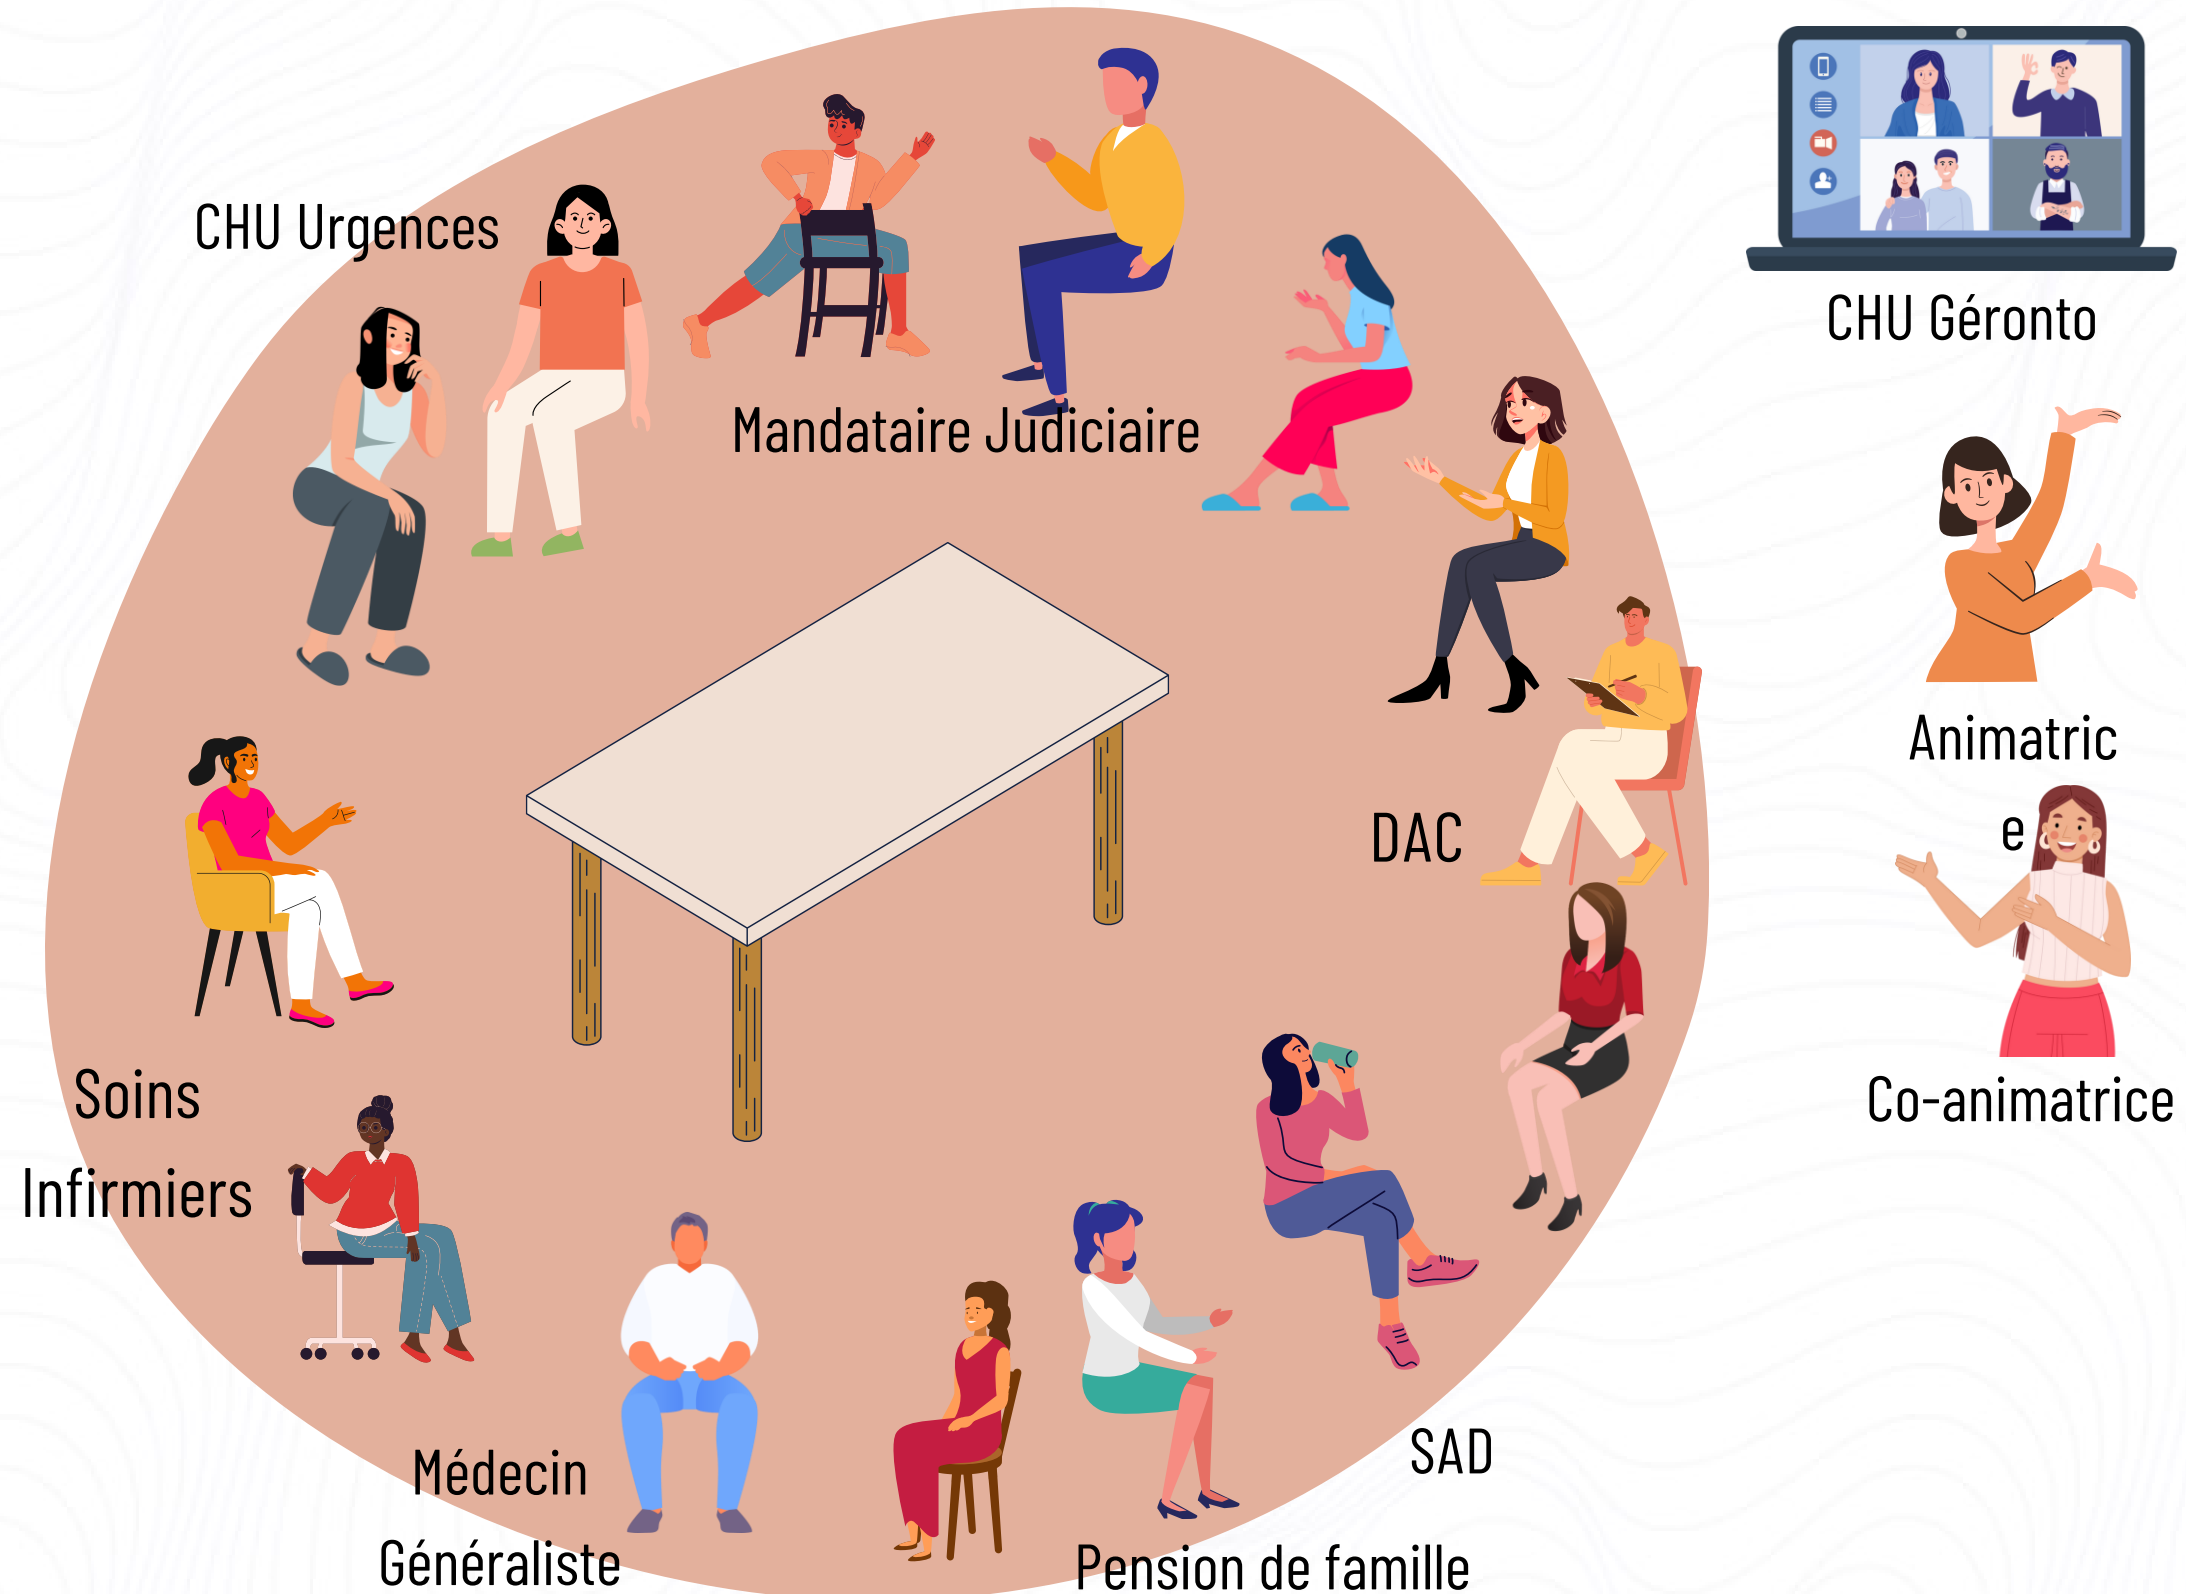 CHU Urgences
CHU Géronto
Mandataire Judiciaire
Animatric
e
DAC
Co-animatrice
Soins
Infirmiers
SAD
Médecin
Généraliste
Pension de famille